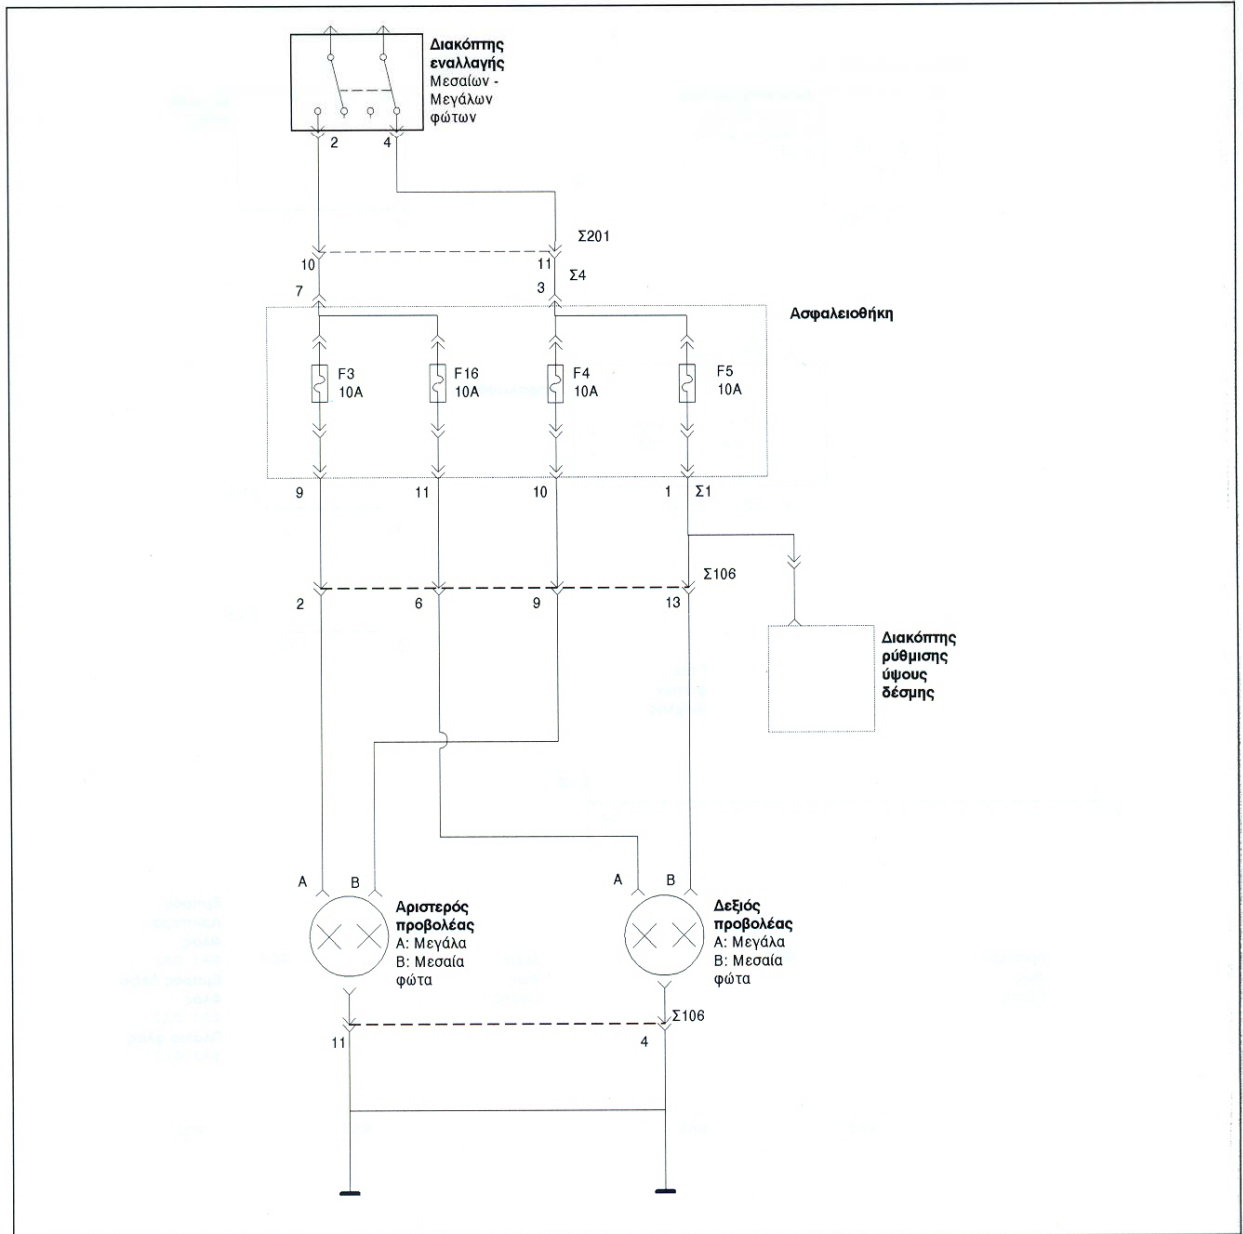 Διακόπτης
εναλλαγής
Μεσαίων -
Μεγάλων
φώτων
2
4
Σ201
10
11
Σ4
7
3
Ασφαλειοθήκη
F3
10A
F16
10A
F4
10A
F5
10A
9
11
10
1
Σ1
Σ106
2
6
9
13
Διακόπτης
ρύθμισης
ύψους
δέσμης
A
B
A
B
Αριστερός
προβολέας
Α: Μεγάλα
Β: Μεσαία
φώτα
Δεξιός
προβολέας
Α: Μεγάλα
Β: Μεσαία
φώτα
Σ106
11
4